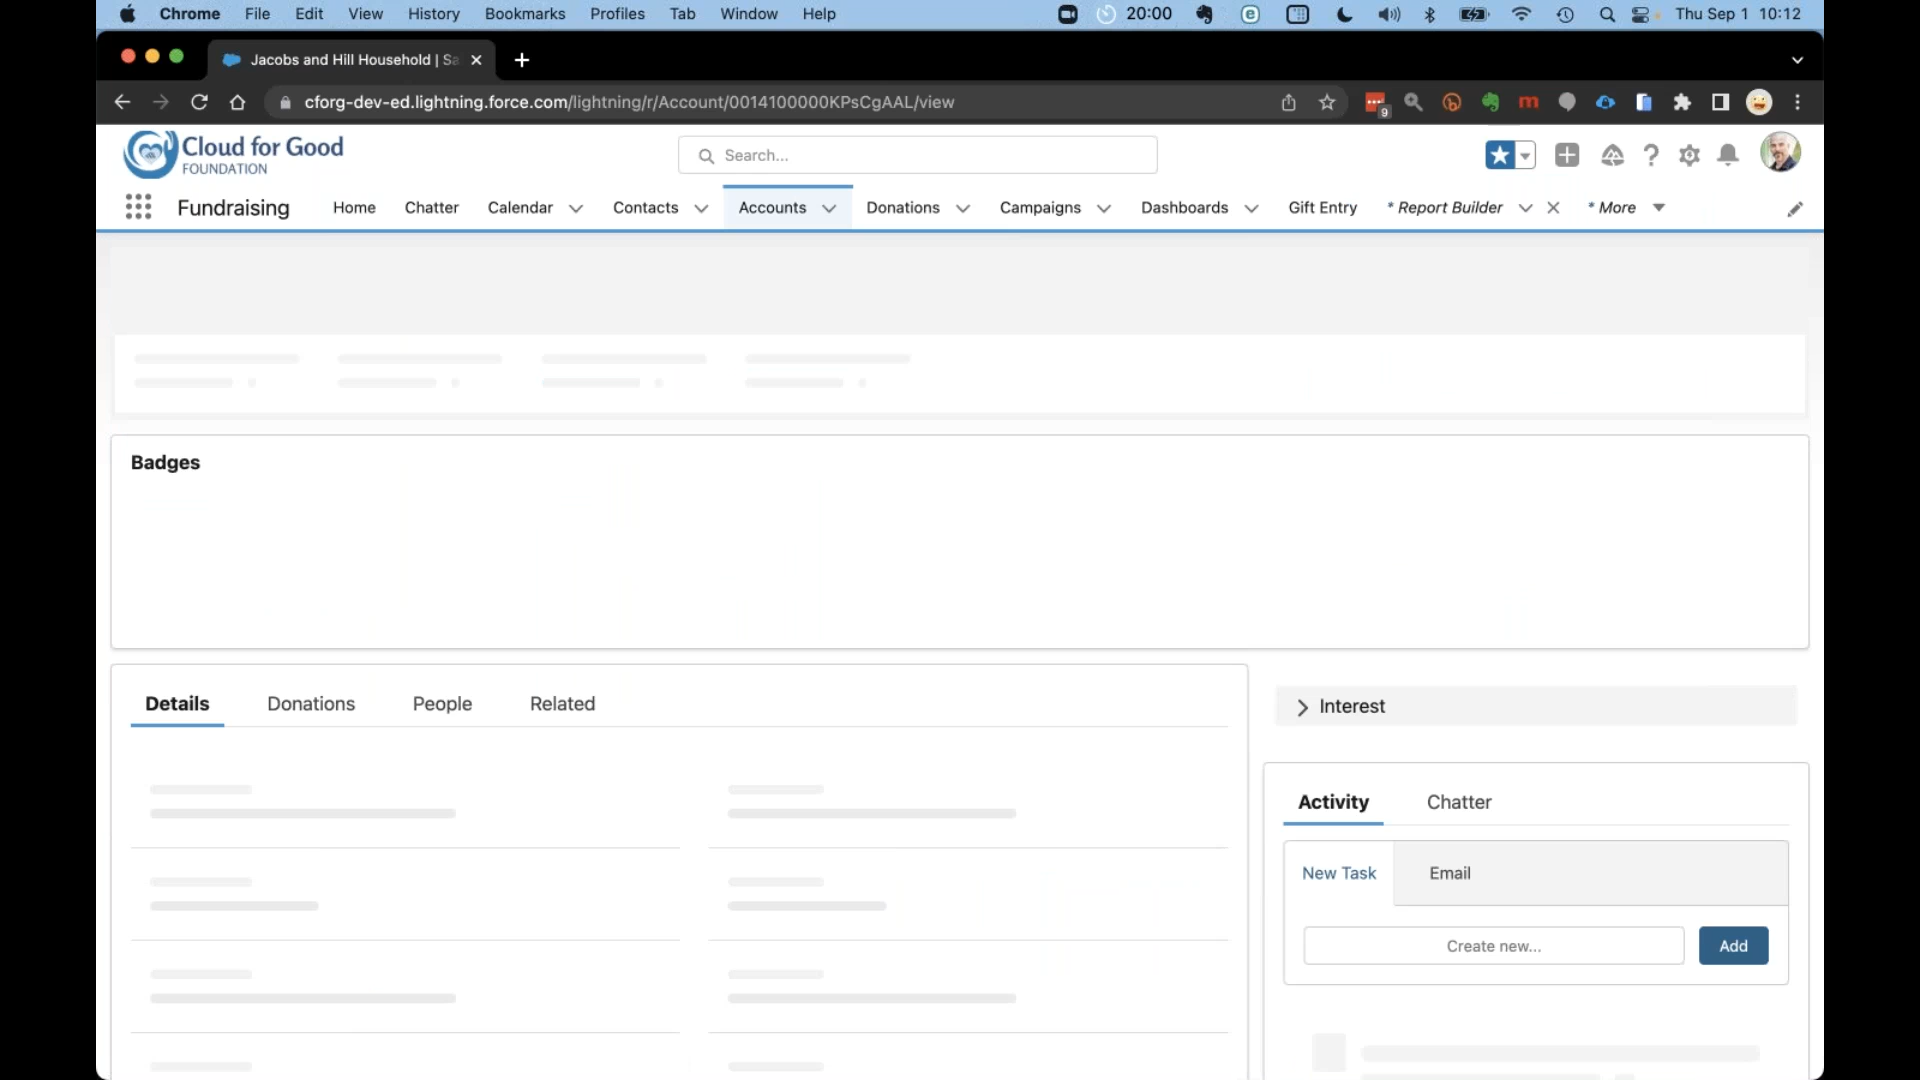 Chrome File Edit View History Bookmarks Profiles Tab Window Help 20:00 Thu Sep 1 10:12
Jacobs and Hill Household | Sa
cforg-dev-ed.lightning.force.com/lightning/r/Account/0014100000KPsCgAAL/view
9
Cloud for Good
FOUNDATION
Search...
Fundraising Home Chatter Calendar Contacts Accounts Donations Campaigns Dashboards Gift Entry * Report Builder * More
Badges
Details Donations People Related
Interest
Activity Chatter
New Task Email
Create new... Add